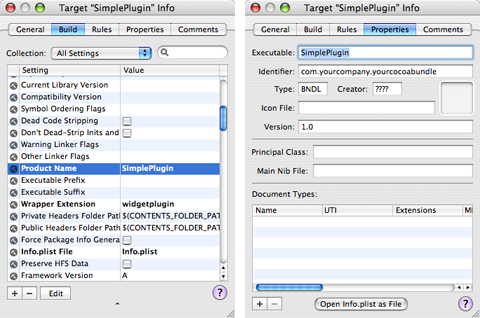 Target “SimplePlugin” Info
General Build Rules Properties Comments
Collection: All Settings
Setting Value
Current Library Version
Compatibility Version
Symbol Ordering Flags
Dead Code Stripping
Don't Dead-Strip Inits and
Warning Linker Flags
Other Linker Flags
Product Name SimplePlugin
Executable Prefix
Executable Suffix
Wrapper Extension widgetplugin
Private Headers Folder Path $(CONTENTS_FOLDER_PAT
Public Headers Folder Path $(CONTENTS_FOLDER_PAT
Force Package Info Genera
Info.plist File Info.plist
Preserve HFS Data
Framework Version A
+ − Edit ?
Target “SimplePlugin” Info
General Build Rules Properties Comments
Executable: SimplePlugin
Identifier: com.yourcompany.yourcocoabundle
Type: BNDL Creator: ????
Icon File:
Version: 1.0
Principal Class:
Main Nib File:
Document Types:
Name UTI Extensions MI
+ − Open Info.plist as File ?